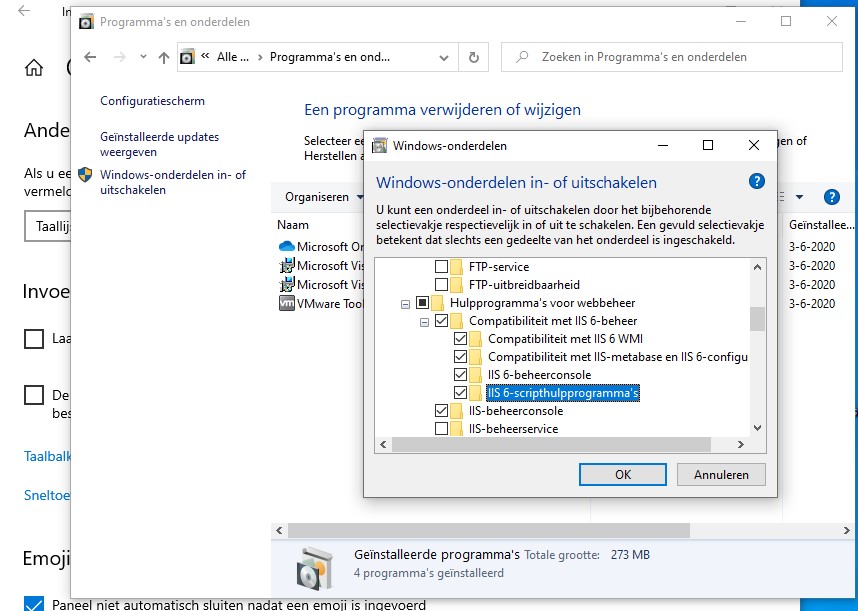 In
Programma's en onderdelen
« Alle ... › Programma's en ond...
Zoeken in Programma's en onderdelen
Configuratiescherm
Geïnstalleerde updates
weergeven
Windows-onderdelen in- of
uitschakelen
Een programma verwijderen of wijzigen
Selecteer ee
Herstellen a
gen of
Organiseren
Naam
Geïnstallee...
Microsoft Or
3-6-2020
Microsoft Vis
3-6-2020
Microsoft Vis
3-6-2020
vm VMware Tool
3-6-2020
Ande
Als u ee
vermeld
Taallij
Invoe
Laa
De
bes
Taalbalk
Sneltoe
Emoji
Paneel niet automatisch sluiten nadat een emoji is ingevoerd
Windows-onderdelen
Windows-onderdelen in- of uitschakelen
?
?
U kunt een onderdeel in- of uitschakelen door het bijbehorende
selectievakje respectievelijk in of uit te schakelen. Een gevuld selectievakje
betekent dat slechts een gedeelte van het onderdeel is ingeschakeld.
FTP-service
FTP-uitbreidbaarheid
Hulpprogramma's voor webbeheer
Compatibiliteit met IIS 6-beheer
Compatibiliteit met IIS 6 WMI
Compatibiliteit met IIS-metabase en IIS 6-configu
IIS 6-beheerconsole
IIS 6-scripthulpprogramma's
IIS-beheerconsole
IIS-beheerservice
OK
Annuleren
Geïnstalleerde programma's Totale grootte: 273 MB
4 programma's geïnstalleerd